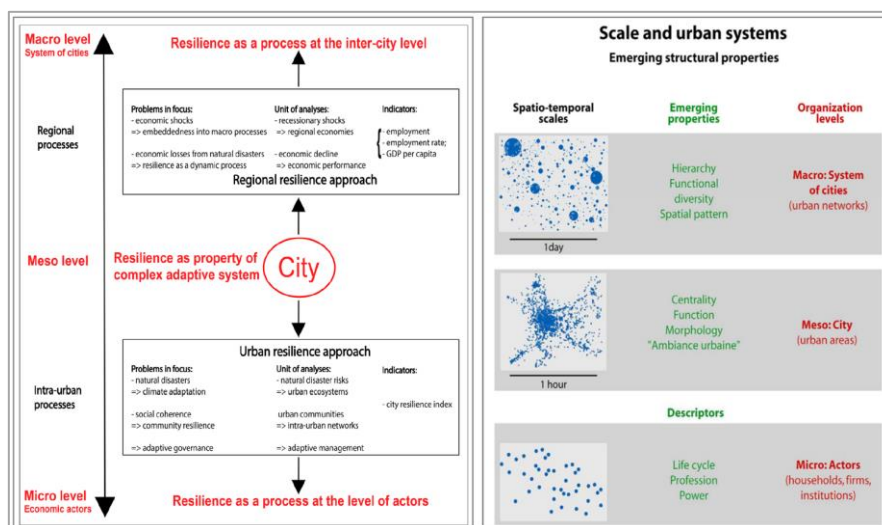 Macro level
System of cities
Resilience as a process at the inter-city level
Regional
processes
Problems in focus:
- economic shocks
=> embeddedness into macro processes
- economic losses from natural disasters
=> resilience as a dynamic process
Unit of analyses:
- recessionary shocks
=> regional economies
- economic decline
=> economic performance
Indicators:
- employment
- employment rate;
- GDP per capita
Regional resilience approach
Meso level
Resilience as property of
complex adaptive system
City
Intra-urban
processes
Urban resilience approach
Problems in focus:
- natural disasters
=> climate adaptation
- social coherence
=> community resilience
=> adaptive governance
Unit of analyses:
- natural disaster risks
=> urban ecosystems
urban communities
=> intra-urban networks
=> adaptive management
Indicators:
- city resilience index
Micro level
Economic actors
Resilience as a process at the level of actors
Scale and urban systems
Emerging structural properties
Spatio-temporal
scales
Emerging
properties
Organization
levels
1day
Hierarchy
Functional
diversity
Spatial pattern
Macro: System
of cities
(urban networks)
1 hour
Centrality
Function
Morphology
"Ambiance urbaine"
Meso: City
(urban areas)
Descriptors
Life cycle
Profession
Power
Micro: Actors
(households, firms,
institutions)